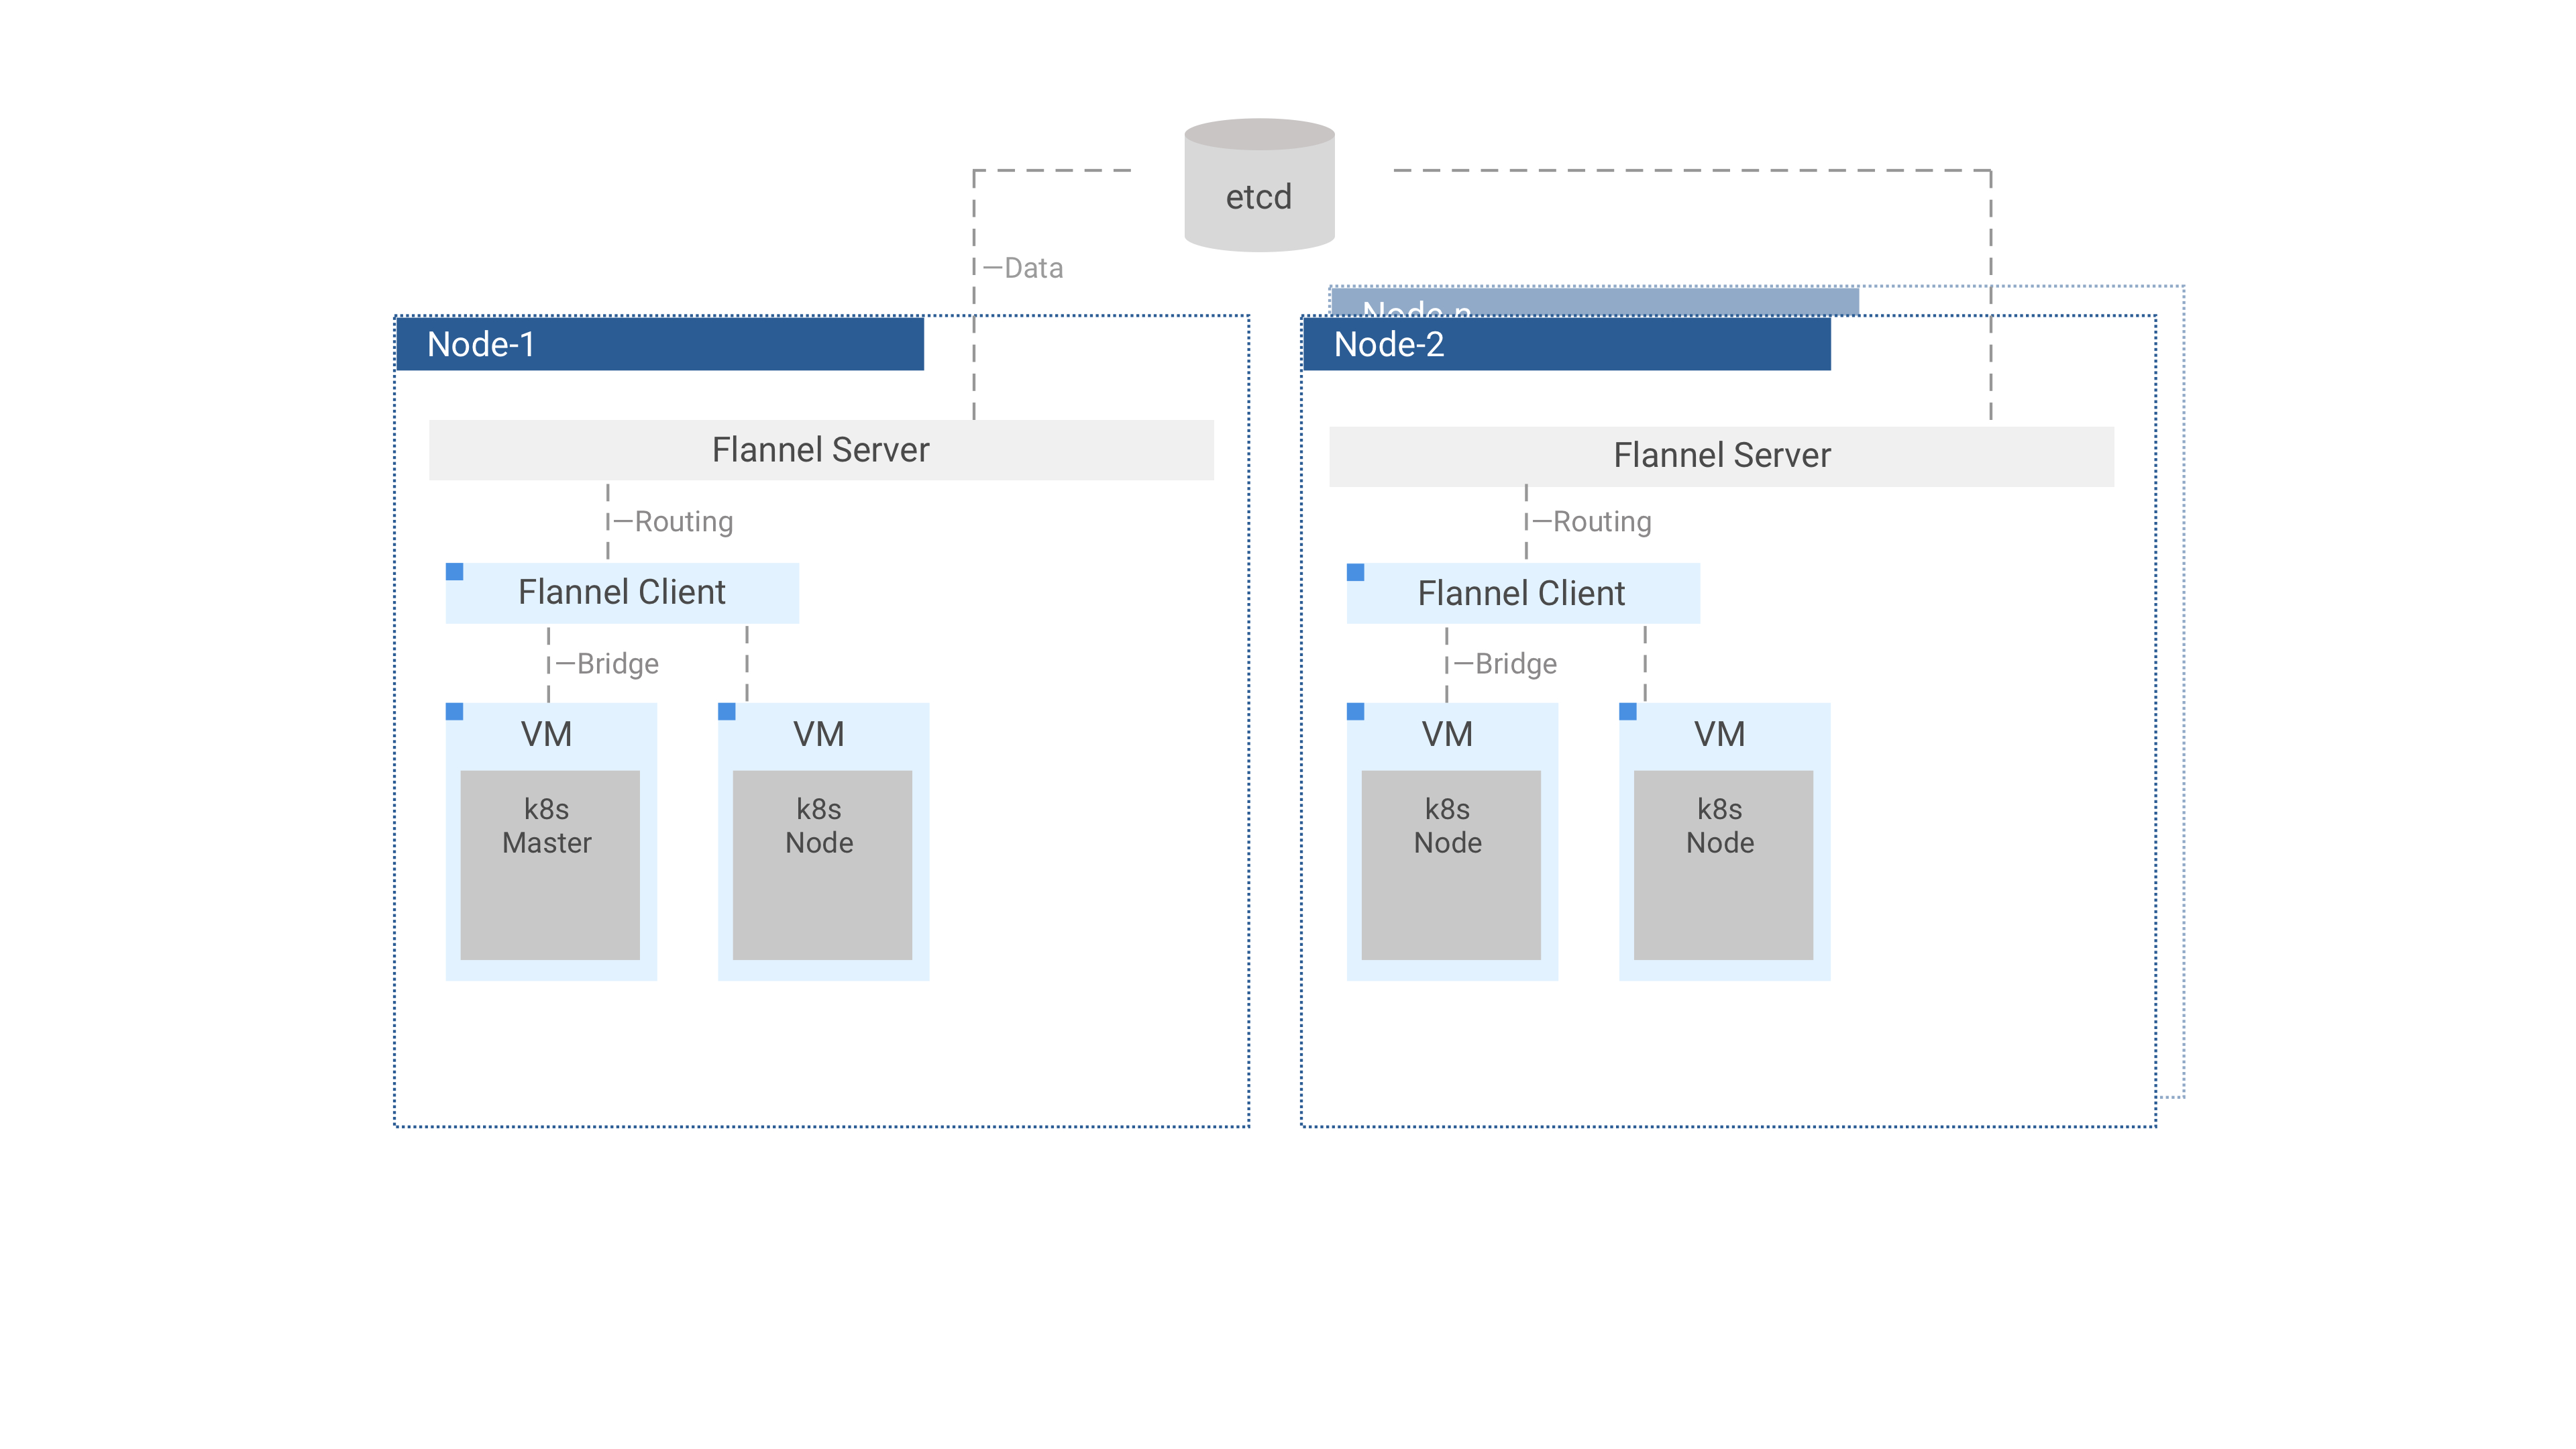 etcd
Data
Node-n
Node-1
Node-2
Flannel Server
Flannel Server
Routing
Routing
Flannel Client
Flannel Client
Bridge
Bridge
VM
VM
VM
VM
k8s
Master
k8s
Node
k8s
Node
k8s
Node